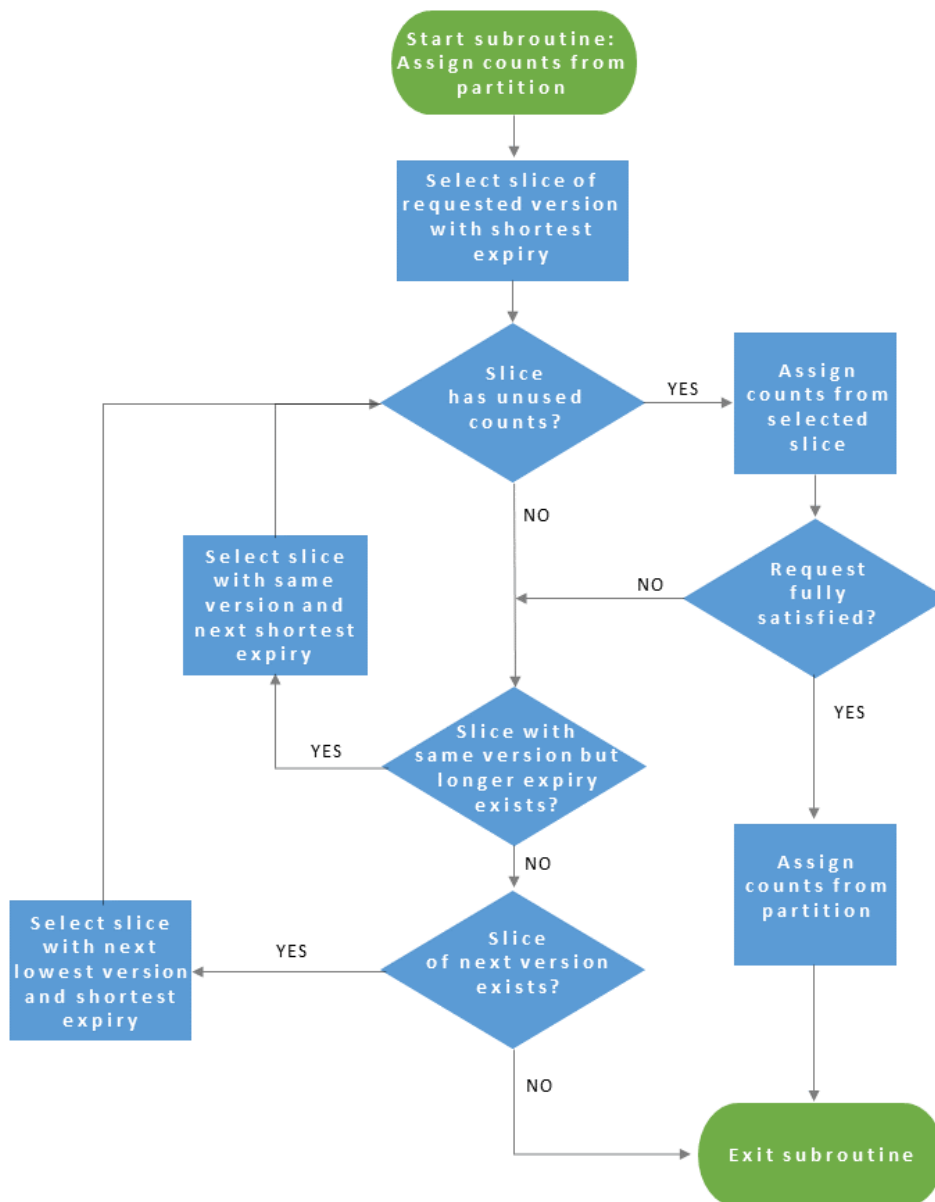 Start subroutine:
Assign counts from
partition
Select slice of
requested version
with shortest
expiry
Slice
has unused
counts?
YES
Assign
counts from
selected
slice
NO
Select slice
with same
version and
next shortest
expiry
NO
Request
fully
satisfied?
YES
Slice with
same version but
longer expiry
exists?
YES
NO
Assign
counts from
partition
Select slice
with next
lowest version
and shortest
expiry
YES
Slice
of next version
exists?
NO
Exit subroutine